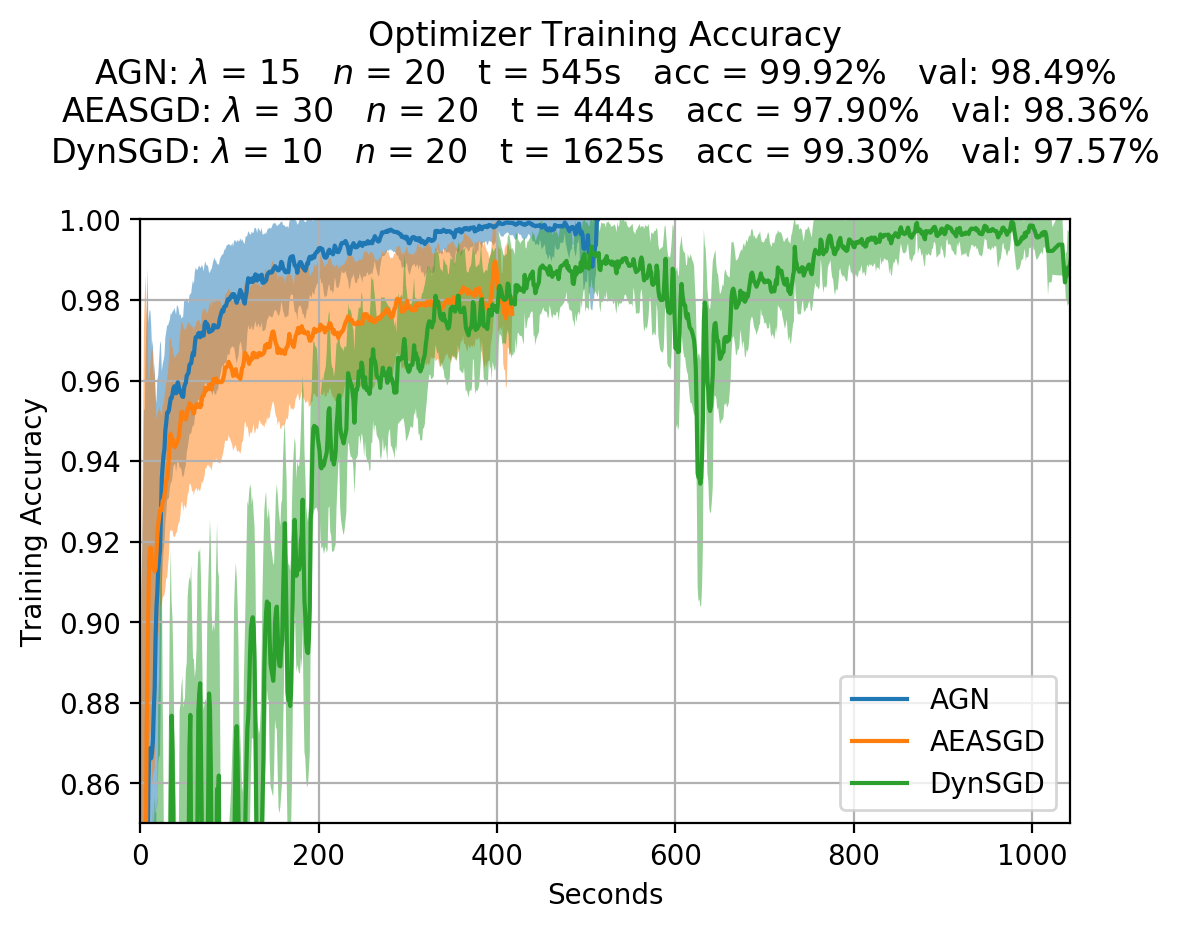 Optimizer Training Accuracy
AGN: λ = 15 n = 20 t = 545s acc = 99.92% val: 98.49%
AEASGD: λ = 30 n = 20 t = 444s acc = 97.90% val: 98.36%
DynSGD: λ = 10 n = 20 t = 1625s acc = 99.30% val: 97.57%
1.00
0.98
0.96
0.94
0.92
0.90
0.88
0.86
Training Accuracy
AGN
AEASGD
DynSGD
0 200 400 600 800 1000
Seconds